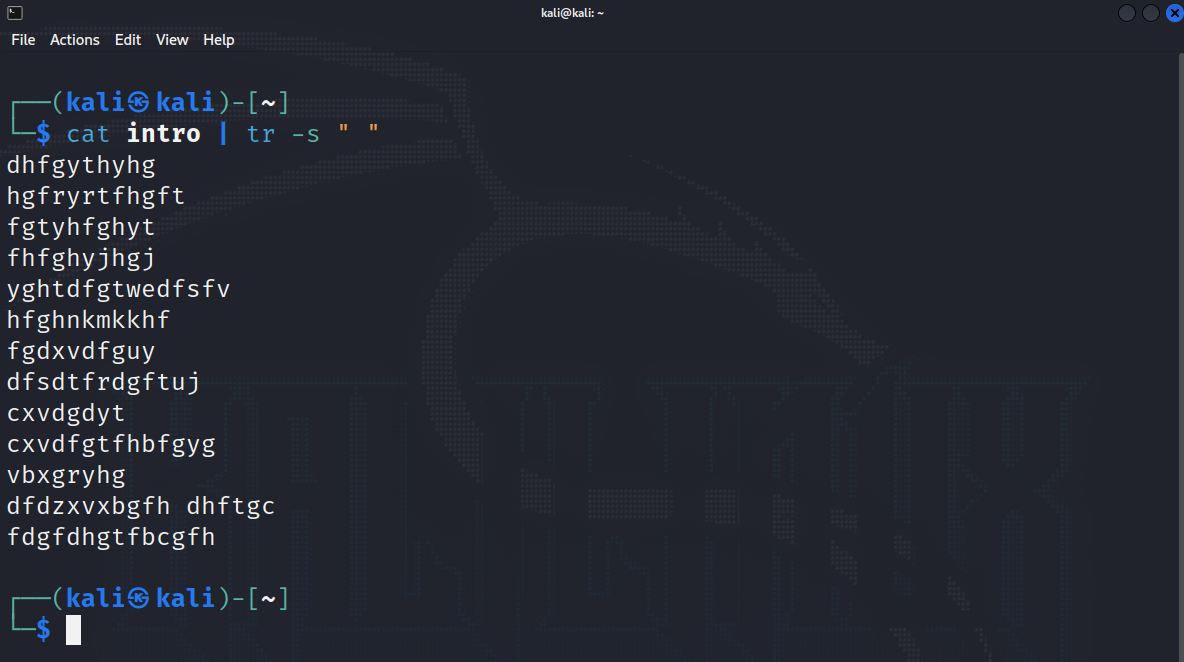 kali@kali: ~
File Actions Edit View Help
┌──(kali㉿kali)-[~]
└─$ cat intro | tr -s " "
dhfgythyhg
hgfryrtfhgft
fgtyhfghyt
fhfghyjhgj
yghtdfgtwedfsfv
hfghnkmkkhf
fgdxvdfguy
dfsdtfrdgftuj
cxvdgdyt
cxvdfgtfhbfgyg
vbxgryhg
dfdzxvxbgfh dhftgc
fdgfdhgtfbcgfh
┌──(kali㉿kali)-[~]
└─$